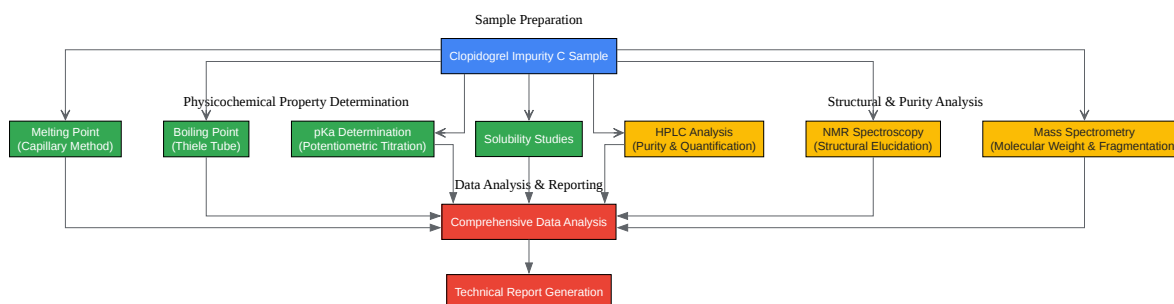 Sample Preparation
Clopidogrel Impurity C Sample
Physicochemical Property Determination
Structural & Purity Analysis
Melting Point
(Capillary Method)
Boiling Point
(Thiele Tube)
pKa Determination
(Potentiometric Titration)
Solubility Studies
HPLC Analysis
(Purity & Quantification)
NMR Spectroscopy
(Structural Elucidation)
Mass Spectrometry
(Molecular Weight & Fragmentation)
Data Analysis & Reporting
Comprehensive Data Analysis
Technical Report Generation